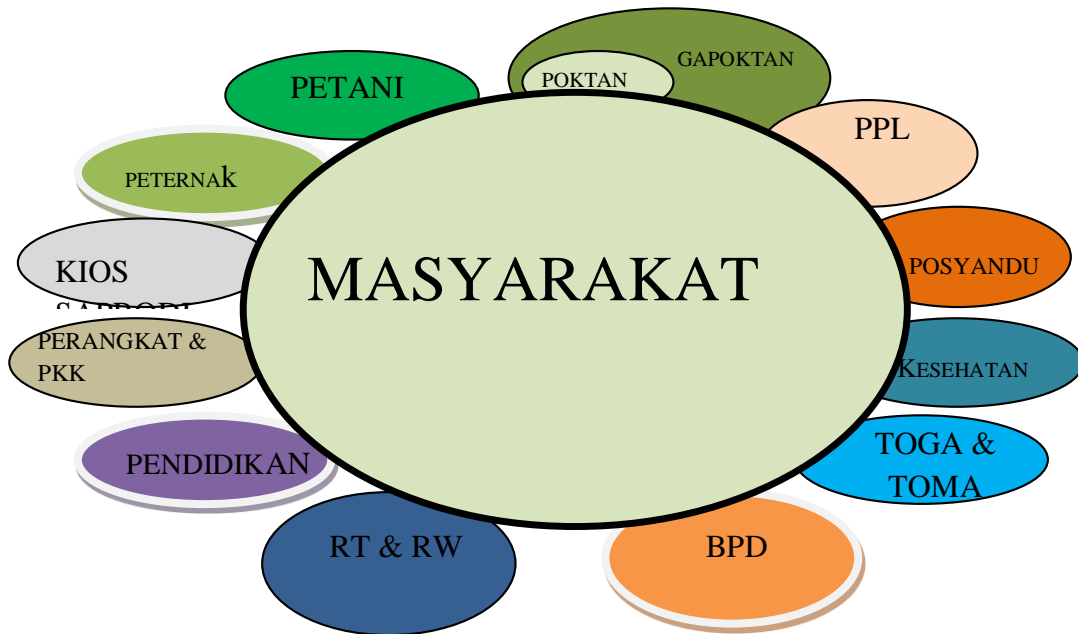 GAPOKTAN
POKTAN
PETANI
PPL
PETERNAk
MASYARAKAT
KIOS
POSYANDU
PERANGKAT &
PKK
KESEHATAN
TOGA &
TOMA
PENDIDIKAN
RT & RW
BPD